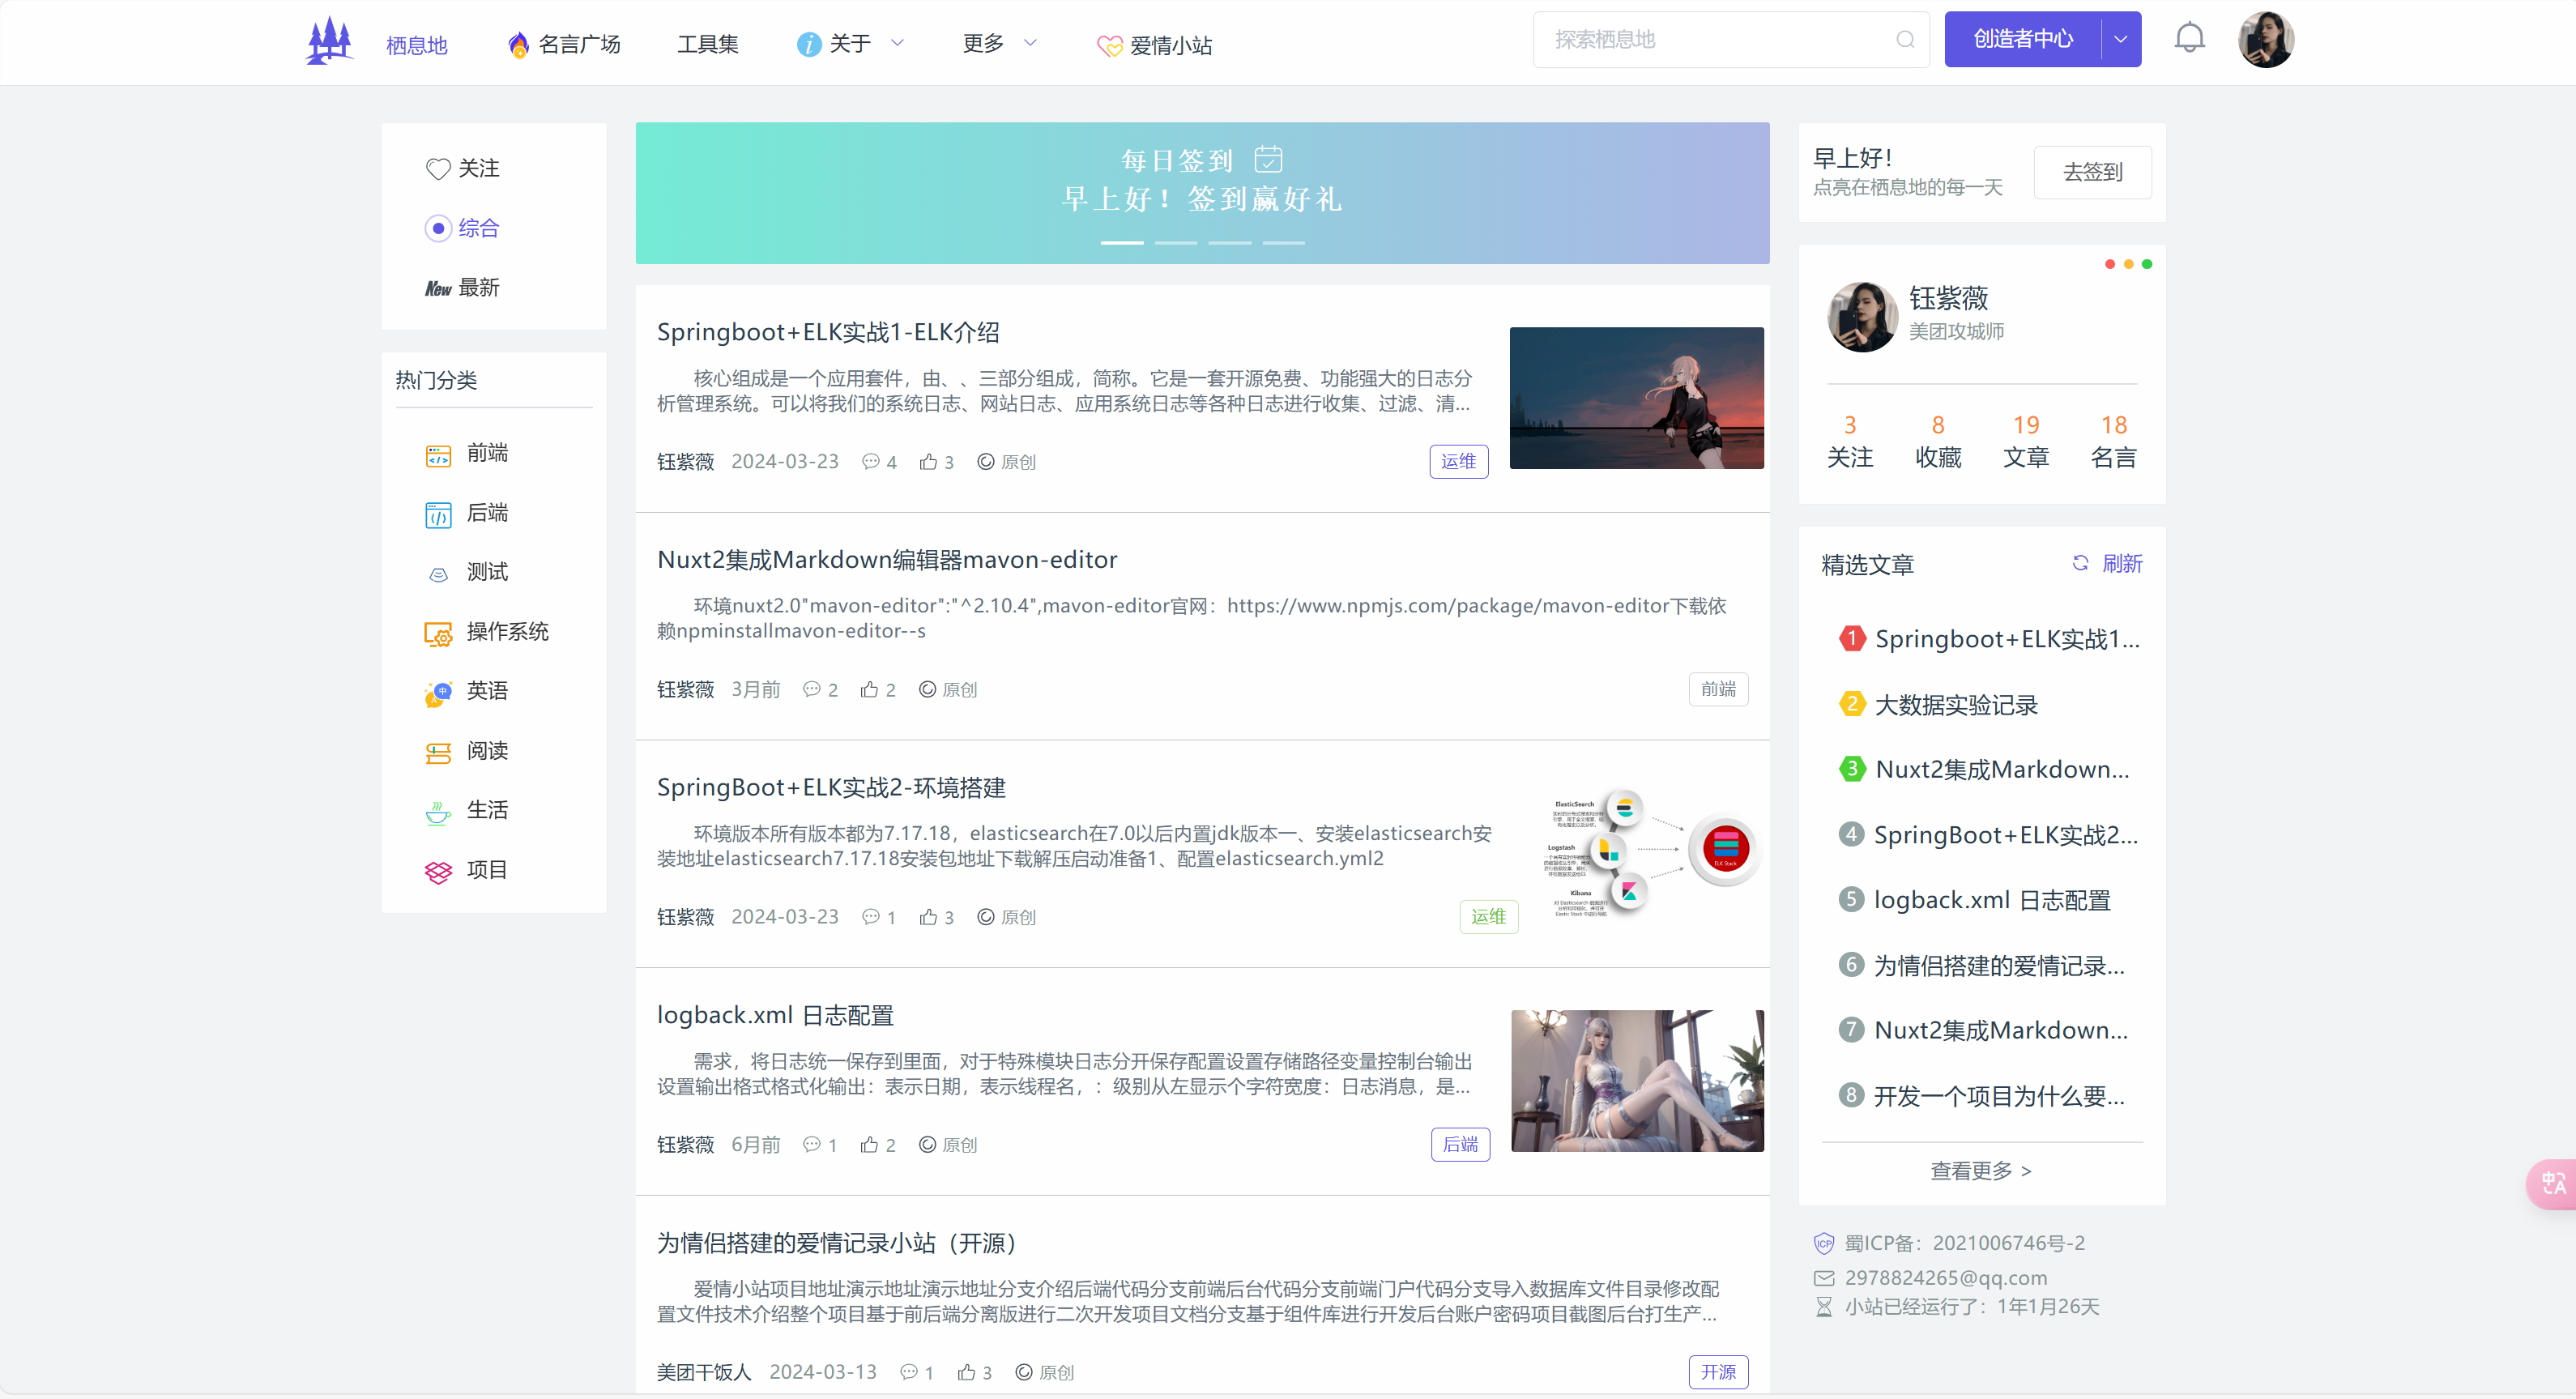 栖息地
名言广场
工具集
关于
更多
爱情小站
探索栖息地
创造者中心
关注
综合
New 最新
热门分类
前端
后端
测试
操作系统
英语
阅读
生活
项目
每日签到
早上好！签到赢好礼
Springboot+ELK实战1-ELK介绍
核心组成是一个应用套件，由、、三部分组成，简称。它是一套开源免费、功能强大的日志分
析管理系统。可以将我们的系统日志、网站日志、应用系统日志等各种日志进行收集、过滤、清...
钰紫薇 2024-03-23 4 3 原创
运维
Nuxt2集成Markdown编辑器mavon-editor
环境nuxt2.0"mavon-editor":"^2.10.4",mavon-editor官网：https://www.npmjs.com/package/mavon-editor下载依
赖npminstallmavon-editor--s
钰紫薇 3月前 2 2 原创
前端
SpringBoot+ELK实战2-环境搭建
环境版本所有版本都为7.17.18，elasticsearch在7.0以后内置jdk版本一、安装elasticsearch安
装地址elasticsearch7.17.18安装包地址下载解压启动准备1、配置elasticsearch.yml2
钰紫薇 2024-03-23 1 3 原创
运维
ElasticSearch
Logstash
Kibana
ELK Stack
logback.xml 日志配置
需求，将日志统一保存到里面，对于特殊模块日志分开保存配置设置存储路径变量控制台输出
设置输出格式格式化输出：表示日期，表示线程名，：级别从左显示个字符宽度：日志消息，是...
钰紫薇 6月前 1 2 原创
后端
为情侣搭建的爱情记录小站（开源）
爱情小站项目地址演示地址演示地址分支介绍后端代码分支前端后台代码分支前端门户代码分支导入数据库文件目录修改配
置文件技术介绍整个项目基于前后端分离版进行二次开发项目文档分支基于组件库进行开发后台账户密码项目截图后台打生产...
美团干饭人 2024-03-13 1 3 原创
开源
早上好！
点亮在栖息地的每一天
去签到
钰紫薇
美团攻城师
3 8 19 18
关注 收藏 文章 名言
精选文章 刷新
1 Springboot+ELK实战1...
2 大数据实验记录
3 Nuxt2集成Markdown...
4 SpringBoot+ELK实战2...
5 logback.xml 日志配置
6 为情侣搭建的爱情记录...
7 Nuxt2集成Markdown...
8 开发一个项目为什么要...
查看更多 >
ICP 蜀ICP备：2021006746号-2
2978824265@qq.com
小站已经运行了：1年1月26天